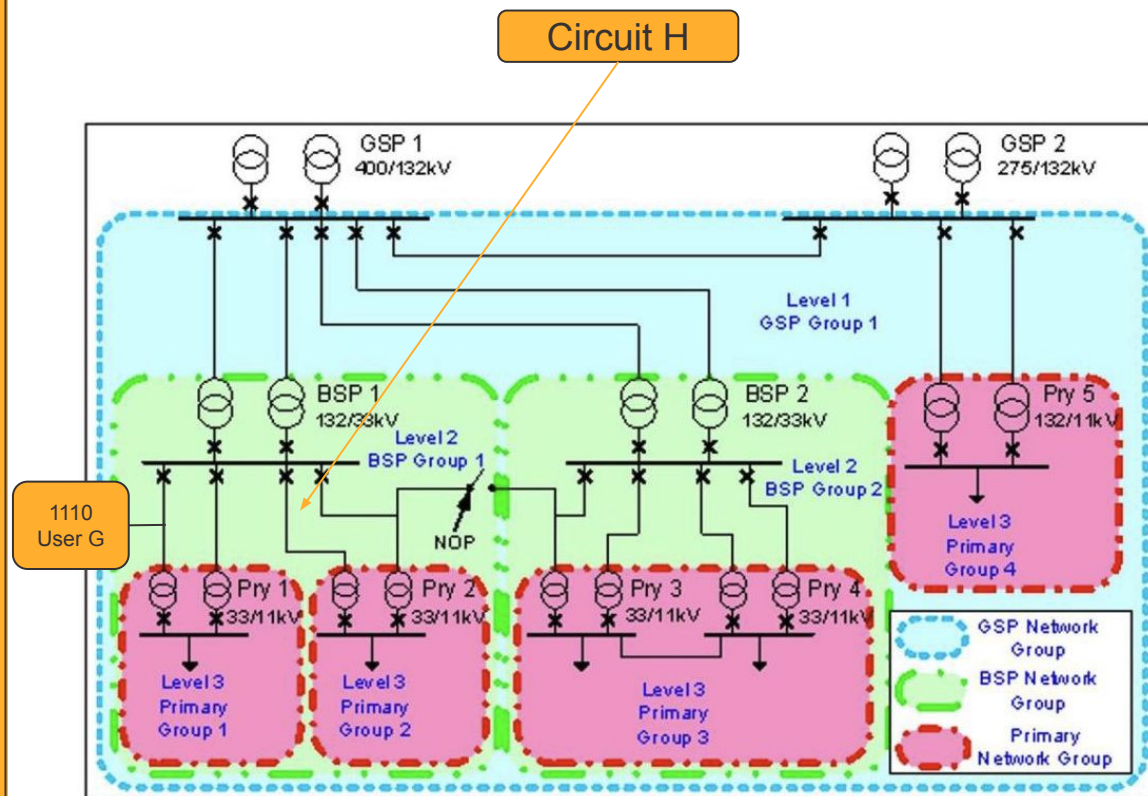 Circuit H
GSP 1
400/132kV
GSP 2
275/132kV
Level 1
GSP Group 1
BSP 1
132/33kV
Level 2
BSP Group 1
BSP 2
132/33kV
Level 2
BSP Group 2
Pry 5
132/11kV
Level 3
Primary
Group 4
1110
User G
NOP
Pry 1
33/11kV
Pry 2
33/11kV
Pry 3
33/11kV
Pry 4
33/11kV
Level 3
Primary
Group 1
Level 3
Primary
Group 2
Level 3
Primary
Group 3
GSP Network
Group
BSP Network
Group
Primary
Network Group